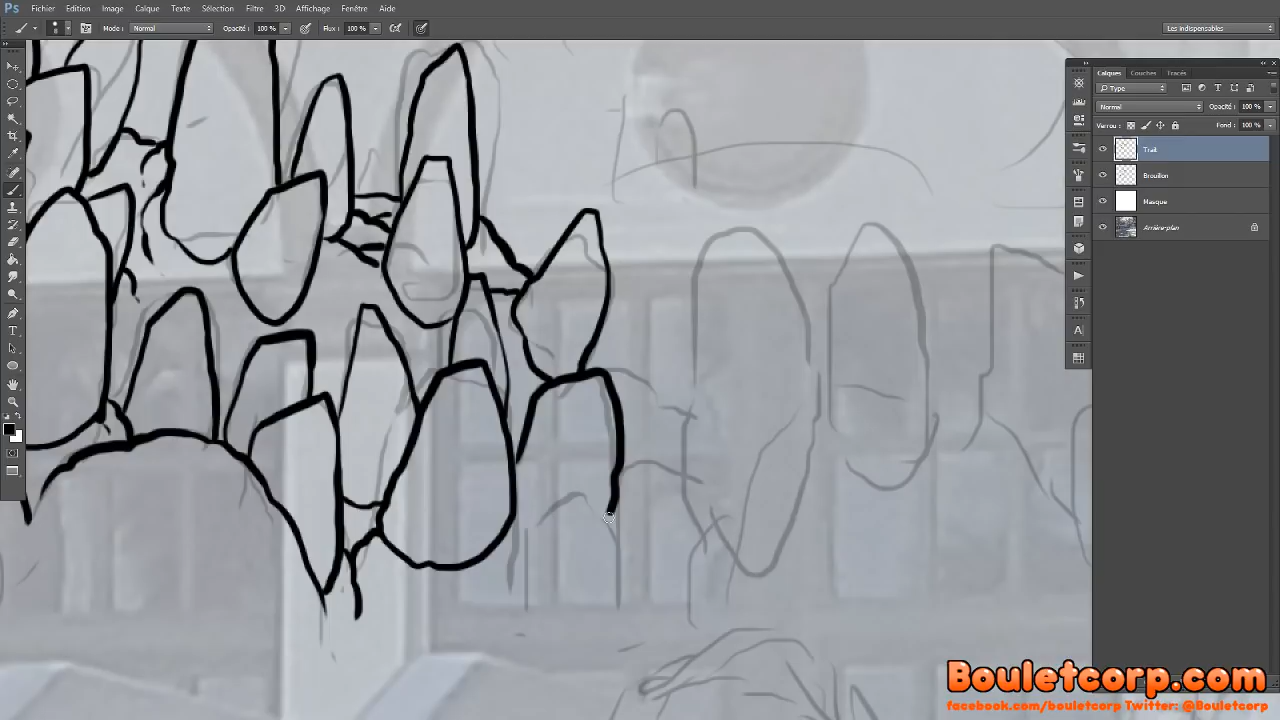 Ps Fichier Edition Image Calque Texte Sélection Filtre 3D Affichage Fenêtre Aide
Mode : Normal Opacité : 100 % Flux : 100 % Les indispensables
Calques Couches Tracés
Type
Normal Opacité : 100 %
Verrou : Fond : 100 %
Trait
Brouillon
Masque
Arrière-plan
Bouletcorp.com
facebook.com/bouletcorp Twitter: @Bouletcorp